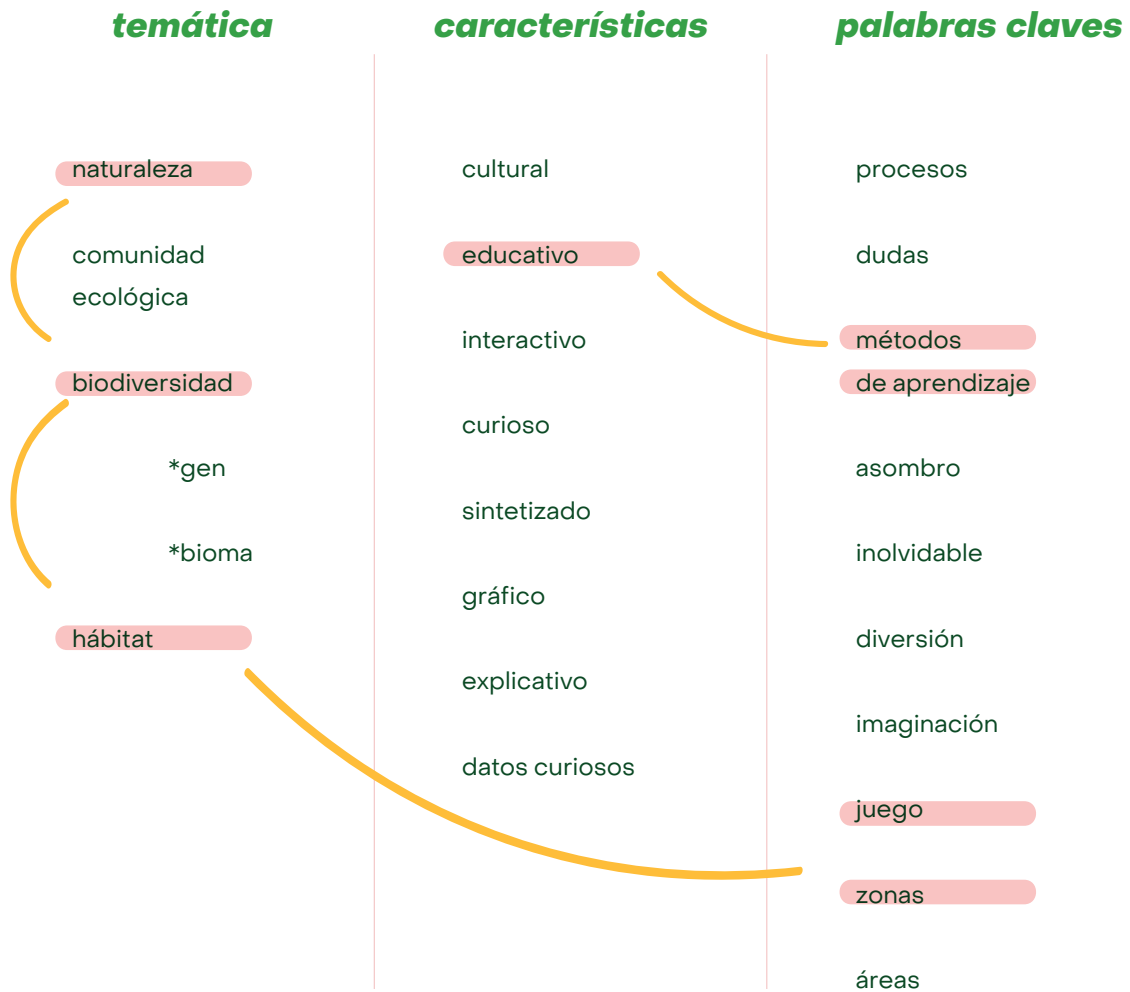 temática
características
palabras claves
naturaleza
comunidad
ecológica
biodiversidad
*gen
*bioma
hábitat
cultural
educativo
interactivo
curioso
sintetizado
gráfico
explicativo
datos curiosos
procesos
dudas
métodos
de aprendizaje
asombro
inolvidable
diversión
imaginación
juego
zonas
áreas